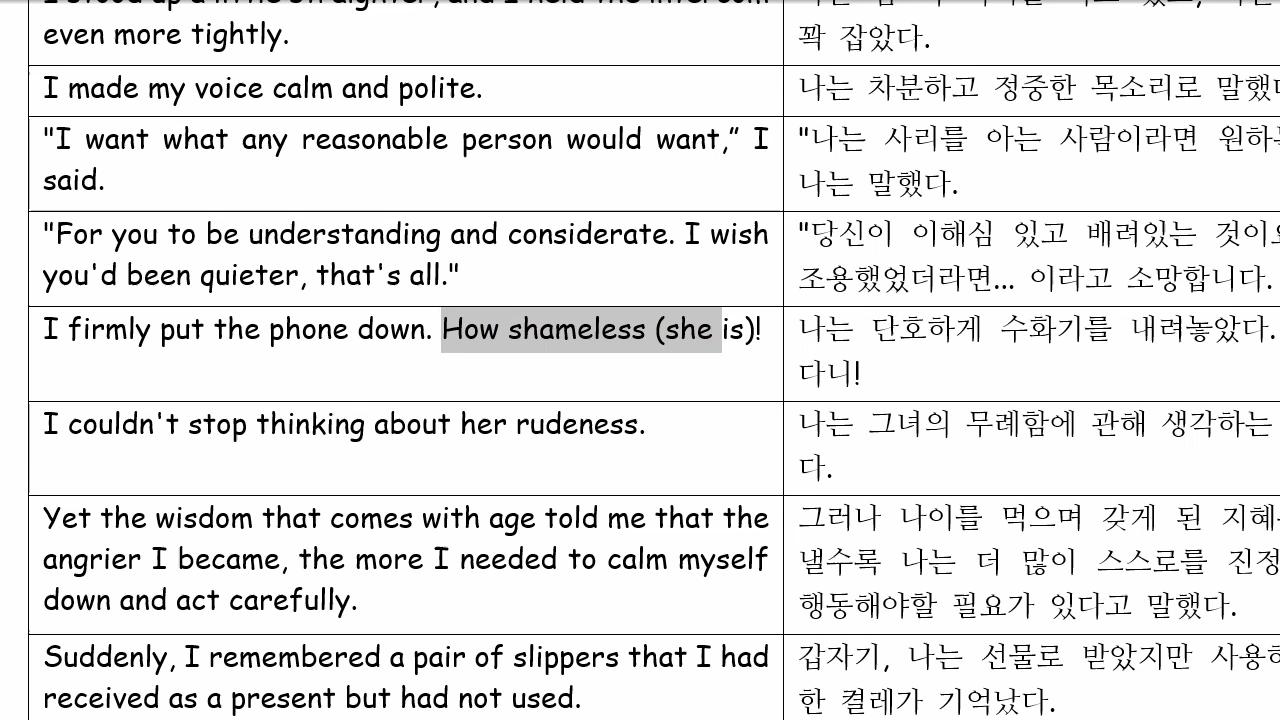 even more tightly.
꽉 잡았다.
I made my voice calm and polite.
나는 차분하고 정중한 목소리로
"I want what any reasonable person would want,” I
said.
"나는 사리를 아는 사람이라면
나는 말했다.
"For you to be understanding and considerate. I wish
you'd been quieter, that's all."
"당신이 이해심 있고 배려있는
조용했었더라면... 이라고 소망합니다.
I firmly put the phone down. How shameless (she is)!
나는 단호하게 수화기를 내려놓았다.
다니!
I couldn't stop thinking about her rudeness.
나는 그녀의 무례함에 관해 생각하는
다.
Yet the wisdom that comes with age told me that the
angrier I became, the more I needed to calm myself
down and act carefully.
그러나 나이를 먹으며 갖게 된
낼수록 나는 더 많이 스스로를
행동해야할 필요가 있다고 말했다.
Suddenly, I remembered a pair of slippers that I had
received as a present but had not used.
갑자기, 나는 선물로 받았지만
한 켤레가 기억났다.